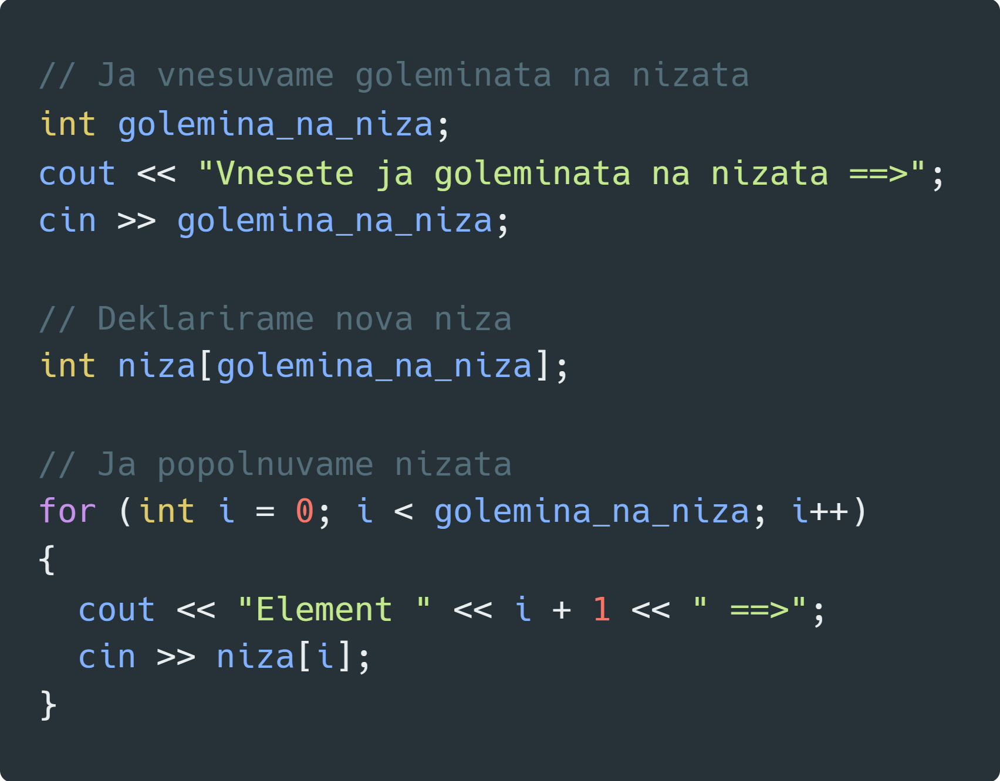 // Ja vnesuvame goleminata na nizata
int golemina_na_niza;
cout << "Vnesete ja goleminata na nizata ==>";
cin >> golemina_na_niza;
// Deklarirame nova niza
int niza[golemina_na_niza];
// Ja popolnuvame nizata
for (int i = 0; i < golemina_na_niza; i++)
{
  cout << "Element " << i + 1 << " ==>";
  cin >> niza[i];
}